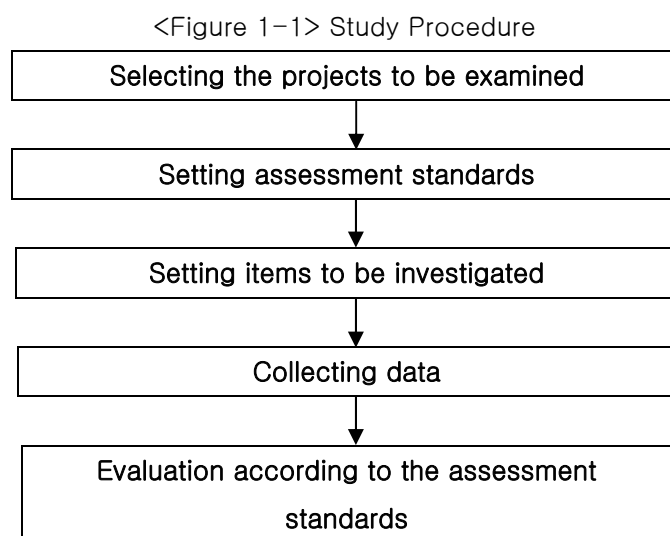 <Figure 1-1> Study Procedure
Selecting the projects to be examined
Setting assessment standards
Setting items to be investigated
Collecting data
Evaluation according to the assessment
standards